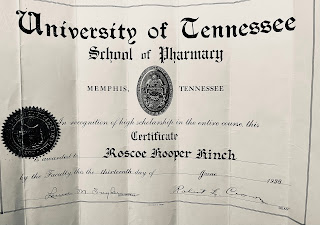 University of Tennessee
School of Pharmacy
MEMPHIS, TENNESSEE
In recognition of high scholarship in the entire course, this
Certificate
is awarded to Roscoe Hooper Kinch
by the Faculty this the thirteenth day of June